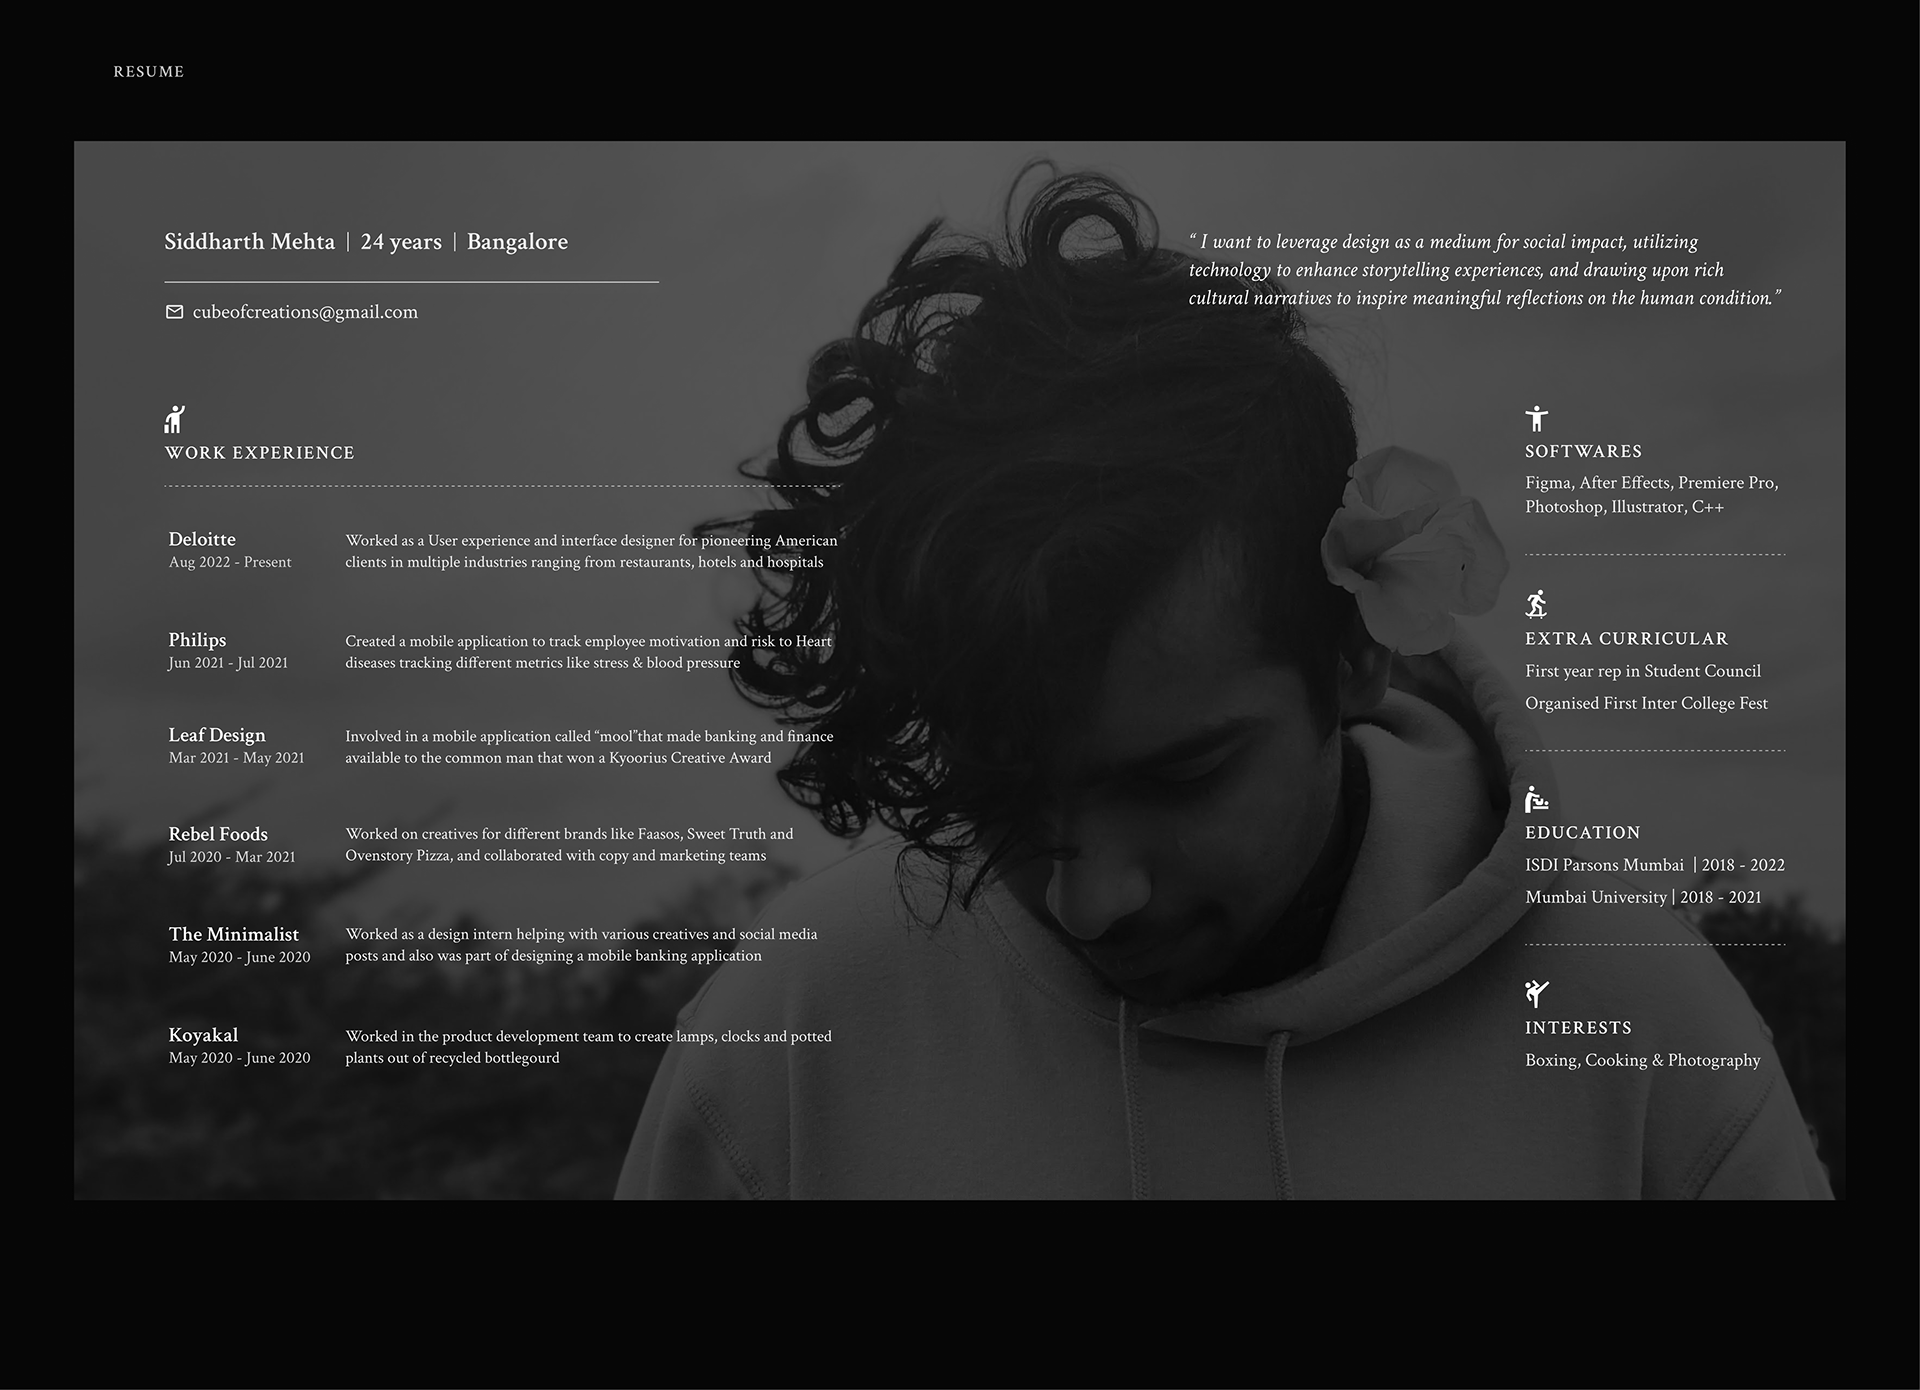 RESUME
Siddharth Mehta | 24 years | Bangalore
cubeofcreations@gmail.com
“ I want to leverage design as a medium for social impact, utilizing
technology to enhance storytelling experiences, and drawing upon rich
cultural narratives to inspire meaningful reflections on the human condition.”
WORK EXPERIENCE
Deloitte
Aug 2022 - Present
Worked as a User experience and interface designer for pioneering American
clients in multiple industries ranging from restaurants, hotels and hospitals
Philips
Jun 2021 - Jul 2021
Created a mobile application to track employee motivation and risk to Heart
diseases tracking different metrics like stress & blood pressure
Leaf Design
Mar 2021 - May 2021
Involved in a mobile application called “mool”that made banking and finance
available to the common man that won a Kyoorius Creative Award
Rebel Foods
Jul 2020 - Mar 2021
Worked on creatives for different brands like Faasos, Sweet Truth and
Ovenstory Pizza, and collaborated with copy and marketing teams
The Minimalist
May 2020 - June 2020
Worked as a design intern helping with various creatives and social media
posts and also was part of designing a mobile banking application
Koyakal
May 2020 - June 2020
Worked in the product development team to create lamps, clocks and potted
plants out of recycled bottlegourd
SOFTWARES
Figma, After Effects, Premiere Pro,
Photoshop, Illustrator, C++
EXTRA CURRICULAR
First year rep in Student Council
Organised First Inter College Fest
EDUCATION
ISDI Parsons Mumbai | 2018 - 2022
Mumbai University | 2018 - 2021
INTERESTS
Boxing, Cooking & Photography